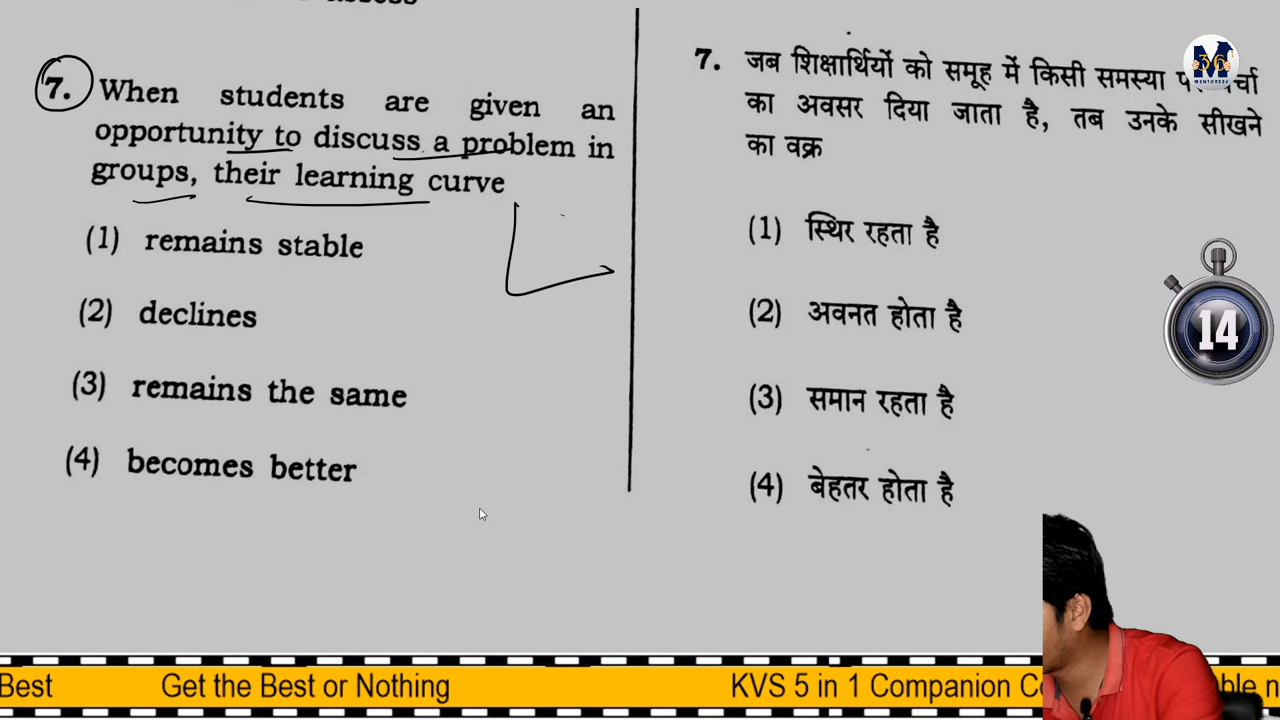 7. When students are given an
opportunity to discuss a problem in
groups, their learning curve
(1) remains stable
(2) declines
(3) remains the same
(4) becomes better
7. जब शिक्षार्थियों को समूह में किसी समस्या
का अवसर दिया जाता है, तब उनके सीखने
का वक्र
(1) स्थिर रहता है
(2) अवनत होता है
(3) समान रहता है
(4) बेहतर होता है
M
36
MENTORS36
14
Best Get the Best or Nothing KVS 5 in 1 Companion